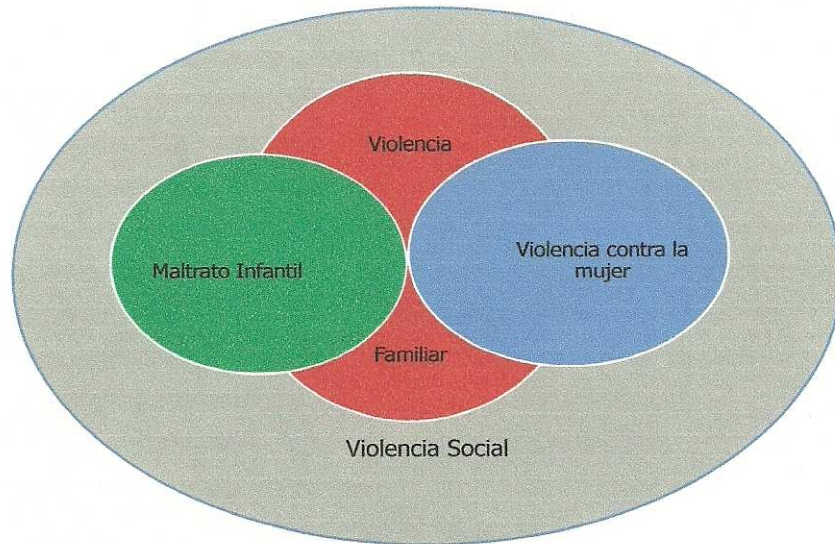 Violencia
Maltrato Infantil
Violencia contra la
mujer
Familiar
Violencia Social